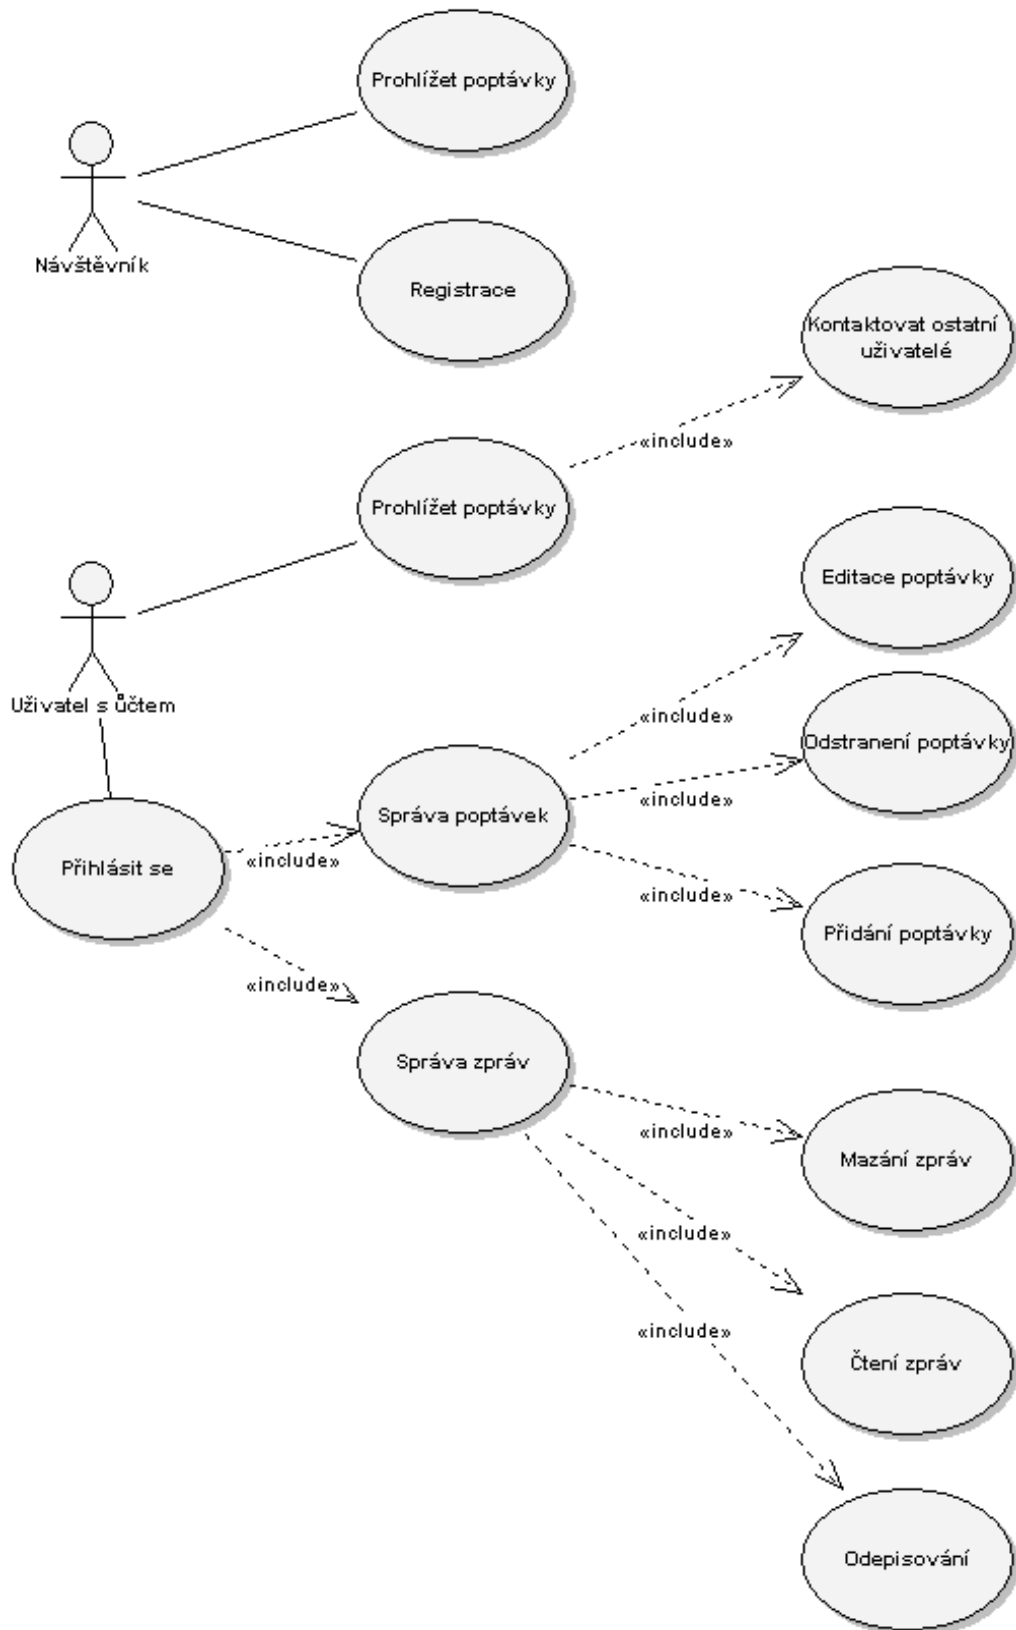 Prohlížet poptávky
Návštěvník
Registrace
Kontaktovat ostatní
uživatelé
«include»
Prohlížet poptávky
Editace poptávky
Uživatel s účtem
«include»
Odstranení poptávky
«include»
Správa poptávek
«include»
Přihlásit se
«include»
Přidání poptávky
«include»
Správa zpráv
«include»
Mazání zpráv
«include»
Čtení zpráv
«include»
Odepisování